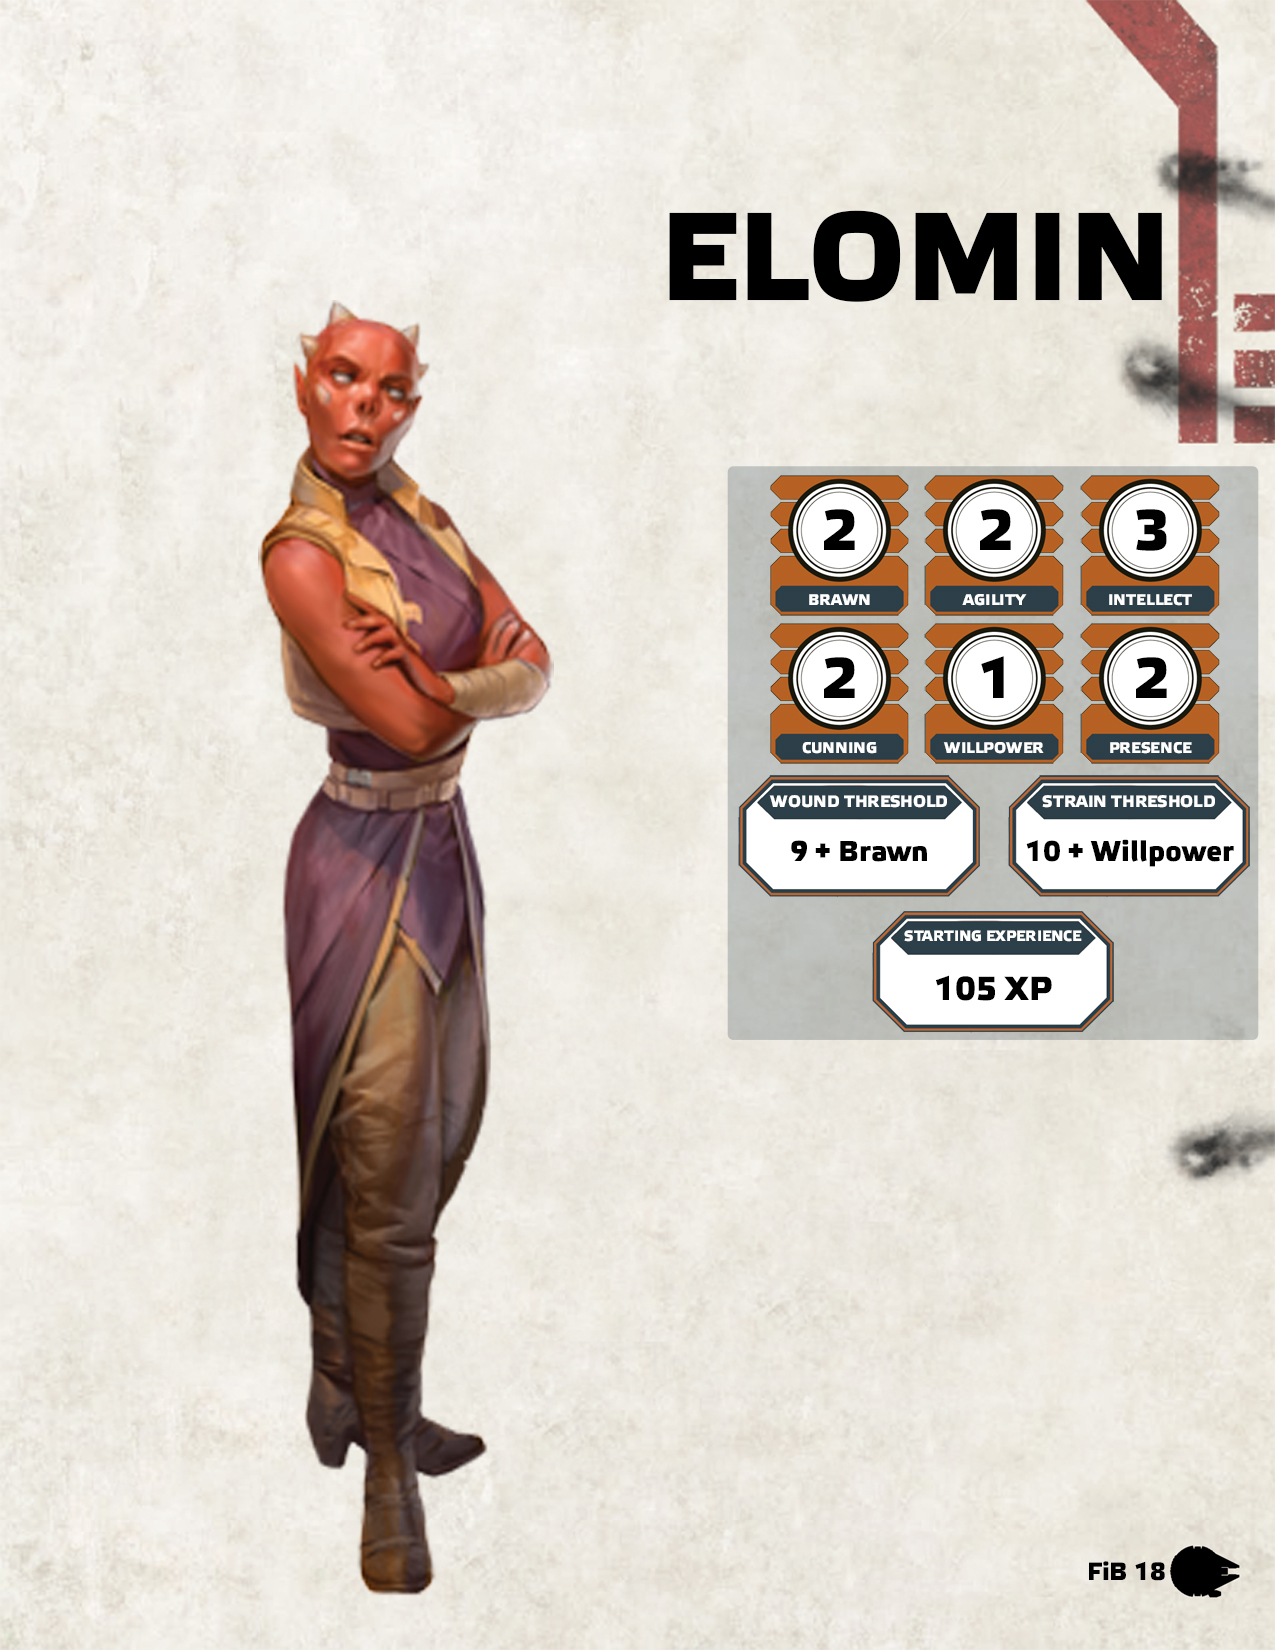 ELOMIN
2 2 3
BRAWN AGILITY INTELLECT
2 1 2
CUNNING WILLPOWER PRESENCE
WOUND THRESHOLD STRAIN THRESHOLD
9 + Brawn 10 + Willpower
STARTING EXPERIENCE
105 XP
FiB 18